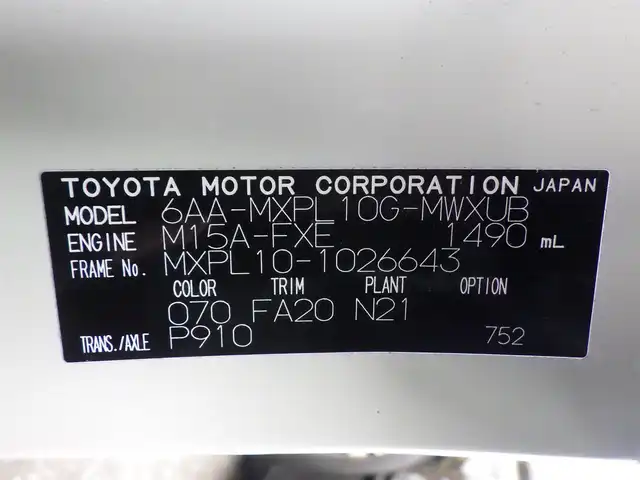 TOYOTA MOTOR CORPORATION JAPAN
MODEL 6AA-MXPL10G-MWXUB
ENGINE M15A-FXE 1490 mL
FRAME No. MXPL10-1026643
COLOR TRIM PLANT OPTION
070 FA20 N21
TRANS./AXLE P910 752